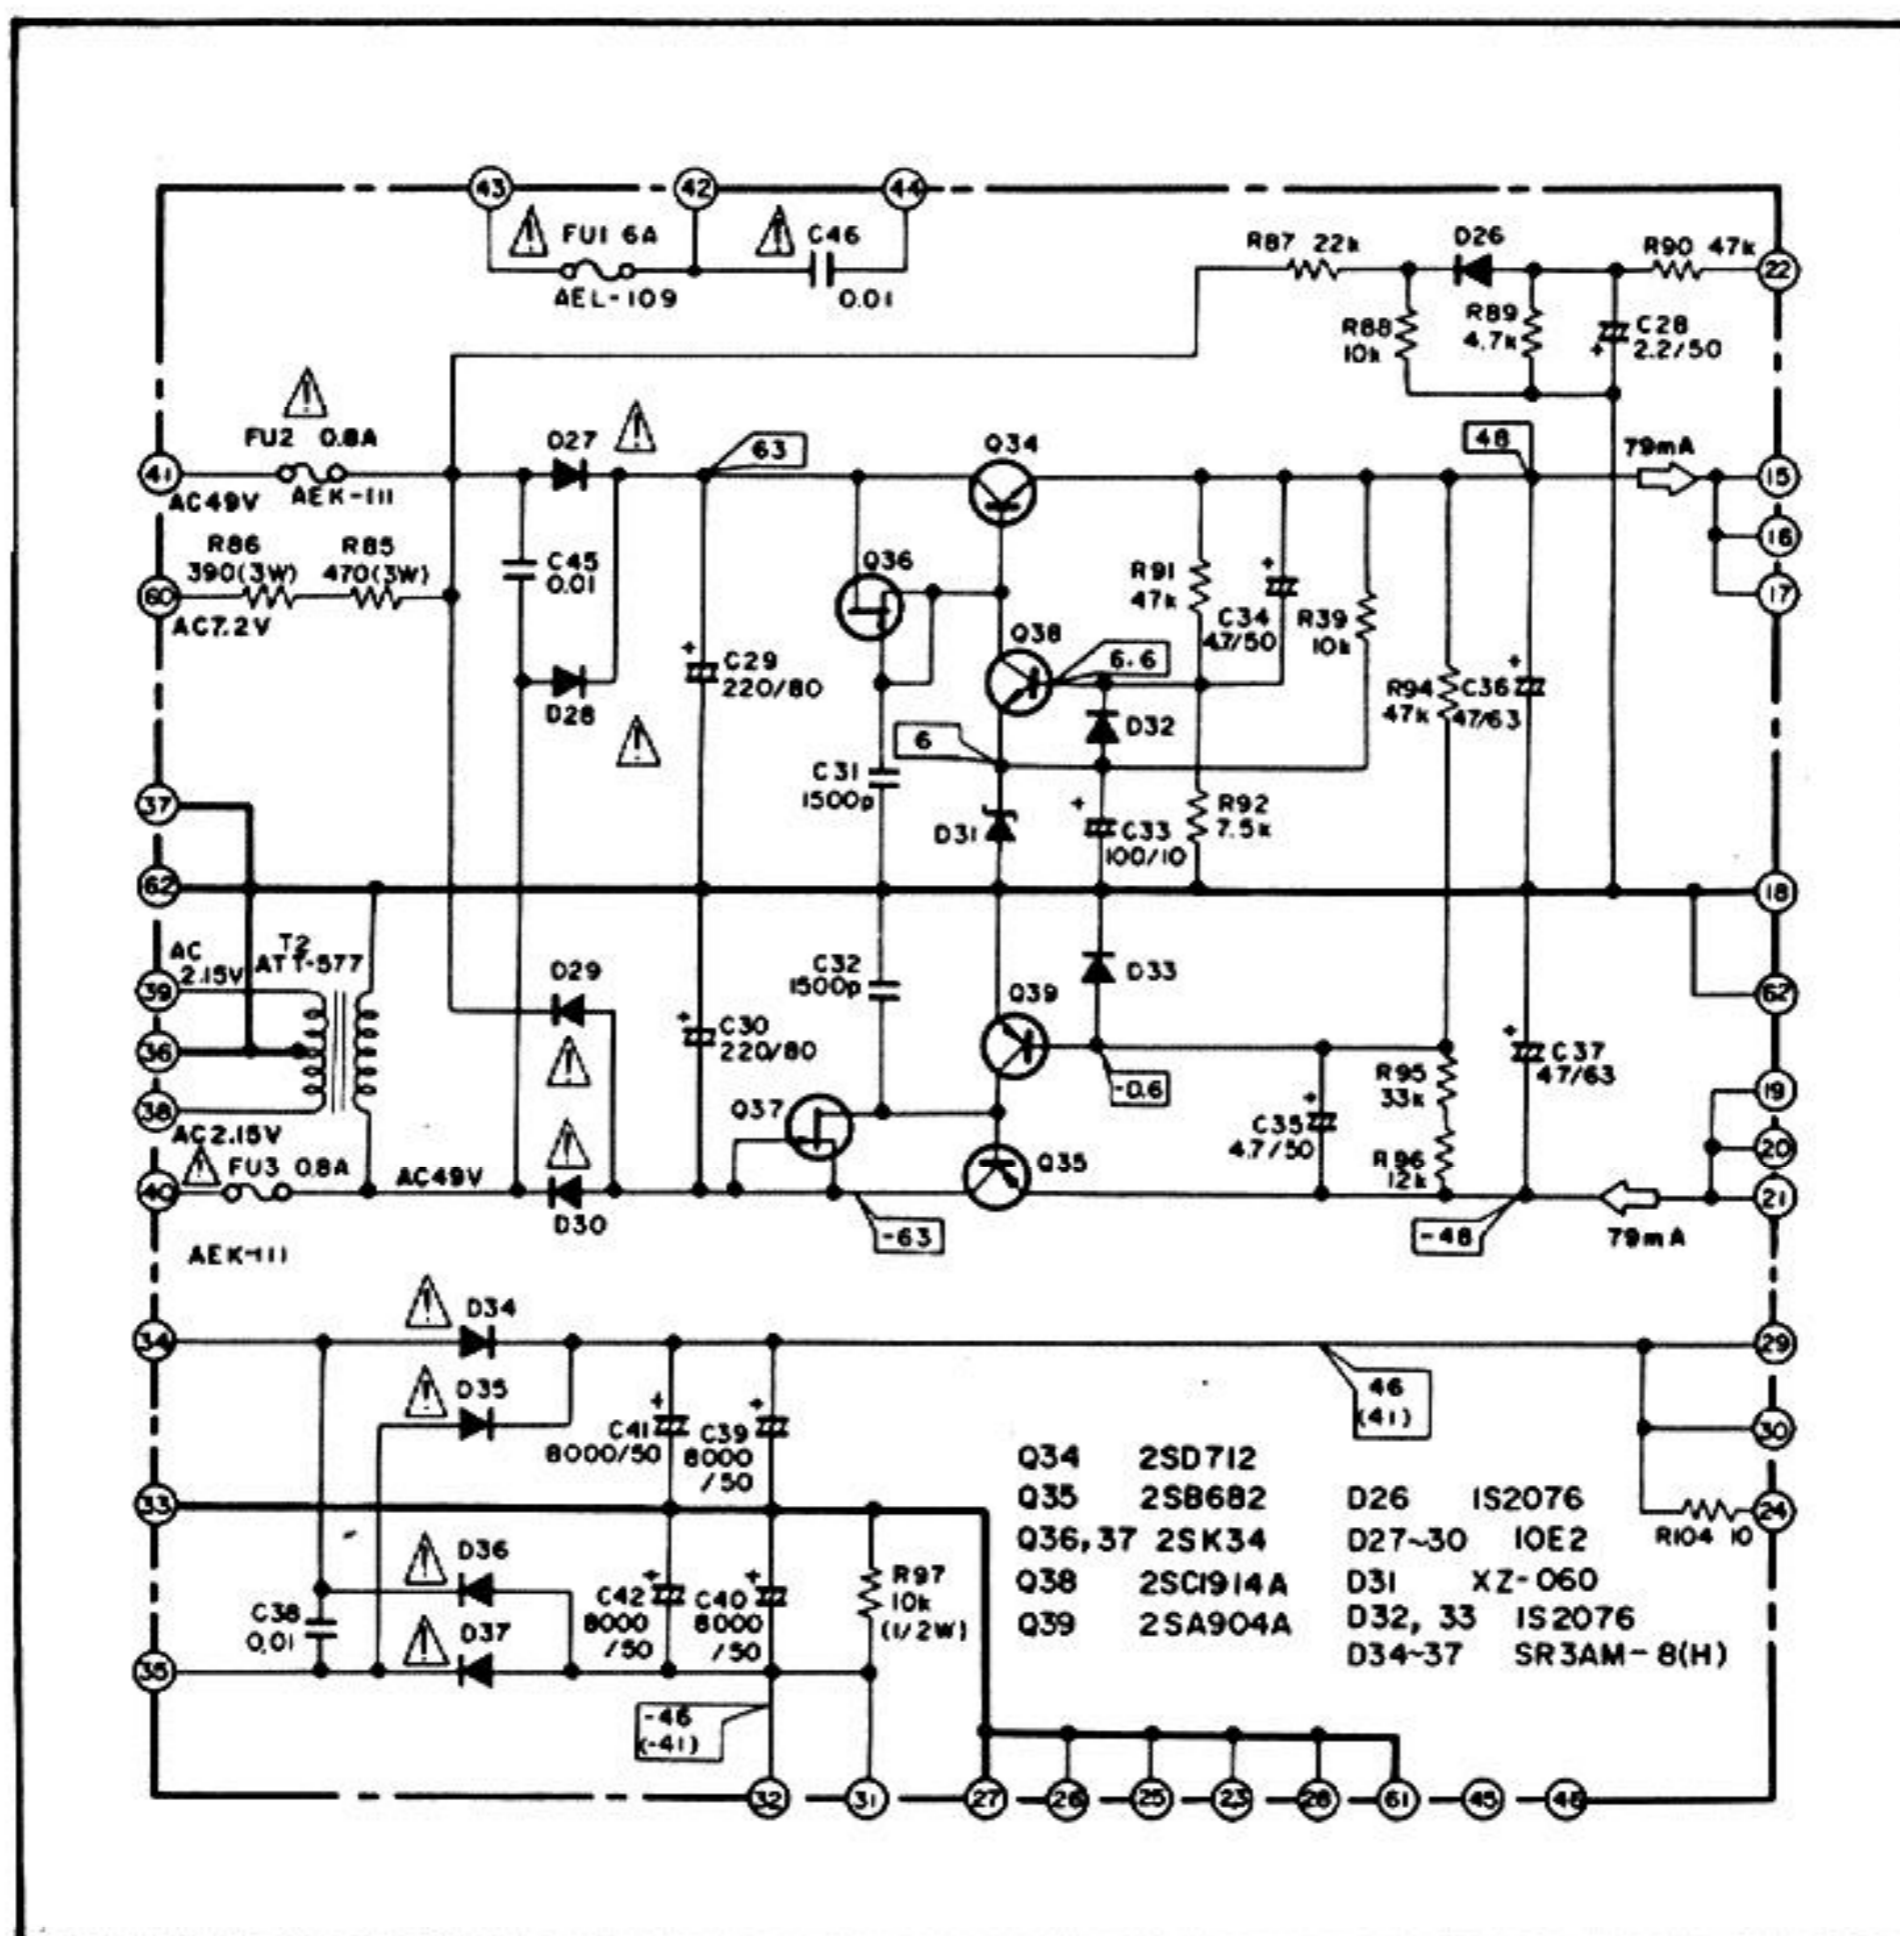 43 42 44
FU1 6A
C46
AEL-109
0.01
R87 22k
D26
R90 47k
22
R88
10k
R89
4.7k
C28
2.2/50
FU2 0.8A
D27
63
Q34
48
79mA
41
AC49V
AEK-111
15
R86
390(3W)
R85
470(3W)
C45
0.01
Q36
R91
47k
C34
4.7/50
R39
10k
16
60
AC7.2V
17
Q38
6.6
C29
220/80
D28
D32
R94
47k
C36
47/63
6
C31
1500p
D31
C33
100/10
R92
7.5k
37
62
18
AC
2.15V
T2
ATT-577
39
D29
C32
1500p
D33
62
Q39
36
C30
220/80
C37
47/63
R95
33k
-0.6
19
38
AC2.15V
Q37
C35
4.7/50
20
FU3 0.8A
AC49V
Q35
R96
12k
40
D30
21
-63
-48
79mA
AEK-111
D34
34
29
D35
46
(41)
C41
8000/50
C39
8000
/50
30
33
24
R104 10
Q34 2SD712
Q35 2SB682
Q36,37 2SK34
Q38 2SC1914A
Q39 2SA904A
D26 1S2076
D27~30 10E2
D31 XZ-060
D32, 33 1S2076
D34~37 SR3AM-8(H)
D36
C42
8000
/50
C40
8000
/50
R97
10k
(1/2W)
C38
0.01
D37
35
-46
(-41)
32 31 27 26 25 23 28 61 45